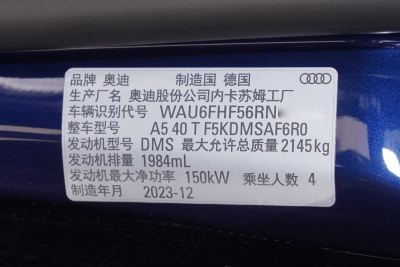 品牌 奥迪 制造国 德国
生产厂名 奥迪股份公司内卡苏姆工厂
车辆识别代号 WAU6FHF56RN
整车型号 A5 40 T F5KDMSAF6R0
发动机型号 DMS 最大允许总质量 2145kg
发动机排量 1984mL
发动机最大净功率 150kW 乘坐人数 4
制造年月 2023-12